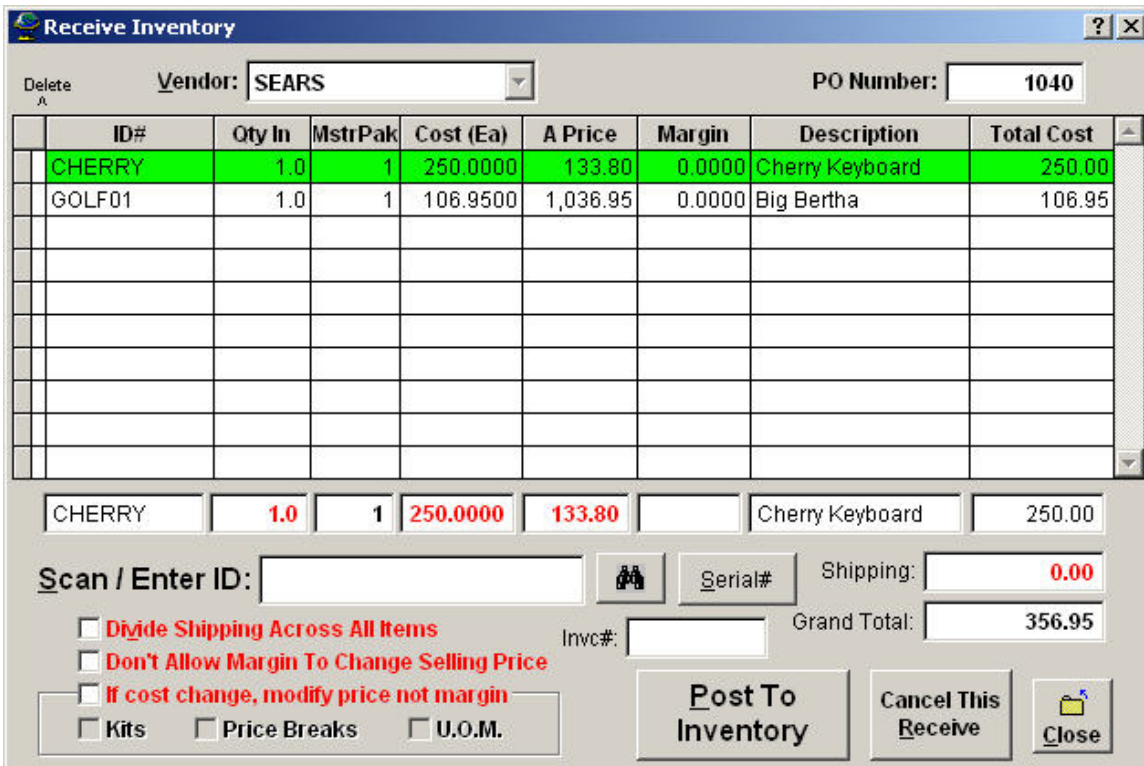 Receive Inventory
Delete
^
Vendor: SEARS
PO Number: 1040
ID# Qty In MstrPak Cost (Ea) A Price Margin Description Total Cost
CHERRY 1.0 1 250.0000 133.80 0.0000 Cherry Keyboard 250.00
GOLF01 1.0 1 106.9500 1,036.95 0.0000 Big Bertha 106.95
CHERRY 1.0 1 250.0000 133.80 Cherry Keyboard 250.00
Scan / Enter ID: Serial# Shipping: 0.00
Divide Shipping Across All Items
Invc#: Grand Total: 356.95
Don't Allow Margin To Change Selling Price
If cost change, modify price not margin
Kits Price Breaks U.O.M.
Post To
Inventory
Cancel This
Receive
Close